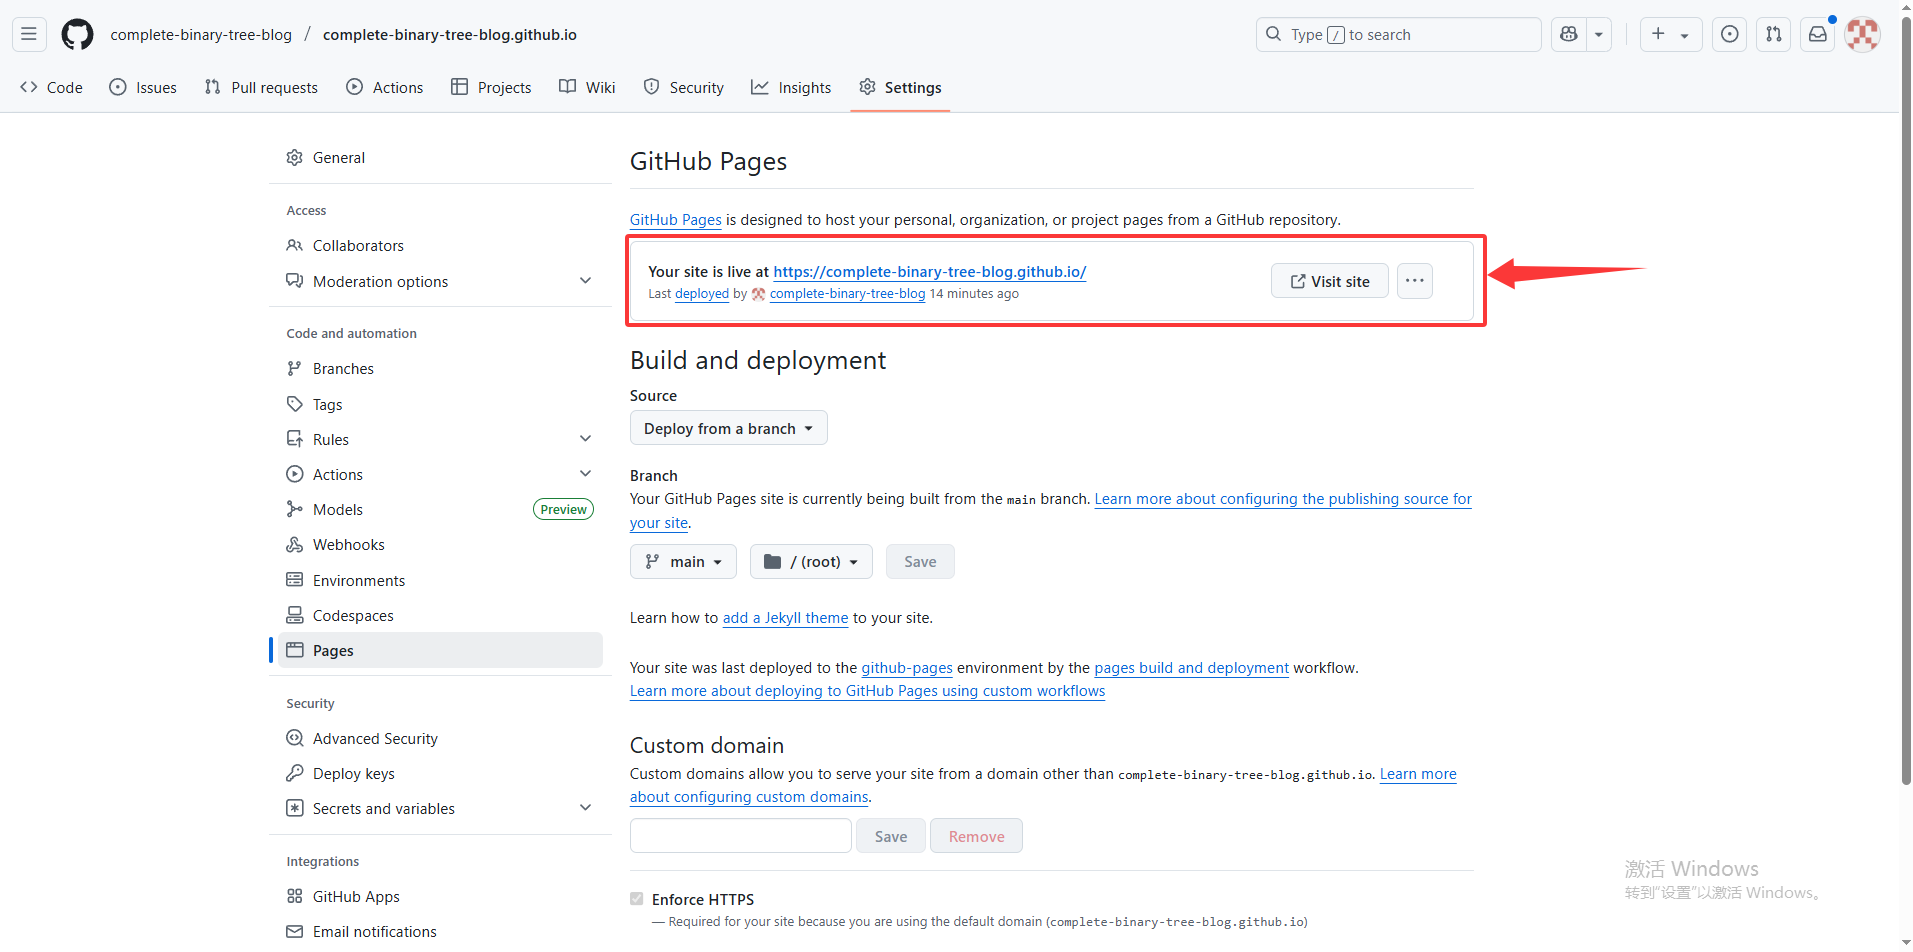 complete-binary-tree-blog / complete-binary-tree-blog.github.io
Type / to search
Code Issues Pull requests Actions Projects Wiki Security Insights Settings
General
Access
Collaborators
Moderation options
Code and automation
Branches
Tags
Rules
Actions
Models Preview
Webhooks
Environments
Codespaces
Pages
Security
Advanced Security
Deploy keys
Secrets and variables
Integrations
GitHub Apps
Email notifications
GitHub Pages
GitHub Pages is designed to host your personal, organization, or project pages from a GitHub repository.
Your site is live at https://complete-binary-tree-blog.github.io/
Last deployed by complete-binary-tree-blog 14 minutes ago
Visit site
Build and deployment
Source
Deploy from a branch
Branch
Your GitHub Pages site is currently being built from the main branch. Learn more about configuring the publishing source for
your site.
main / (root) Save
Learn how to add a Jekyll theme to your site.
Your site was last deployed to the github-pages environment by the pages build and deployment workflow.
Learn more about deploying to GitHub Pages using custom workflows
Custom domain
Custom domains allow you to serve your site from a domain other than complete-binary-tree-blog.github.io. Learn more
about configuring custom domains.
Save Remove
Enforce HTTPS
— Required for your site because you are using the default domain (complete-binary-tree-blog.github.io)
激活 Windows
转到"设置"以激活 Windows。